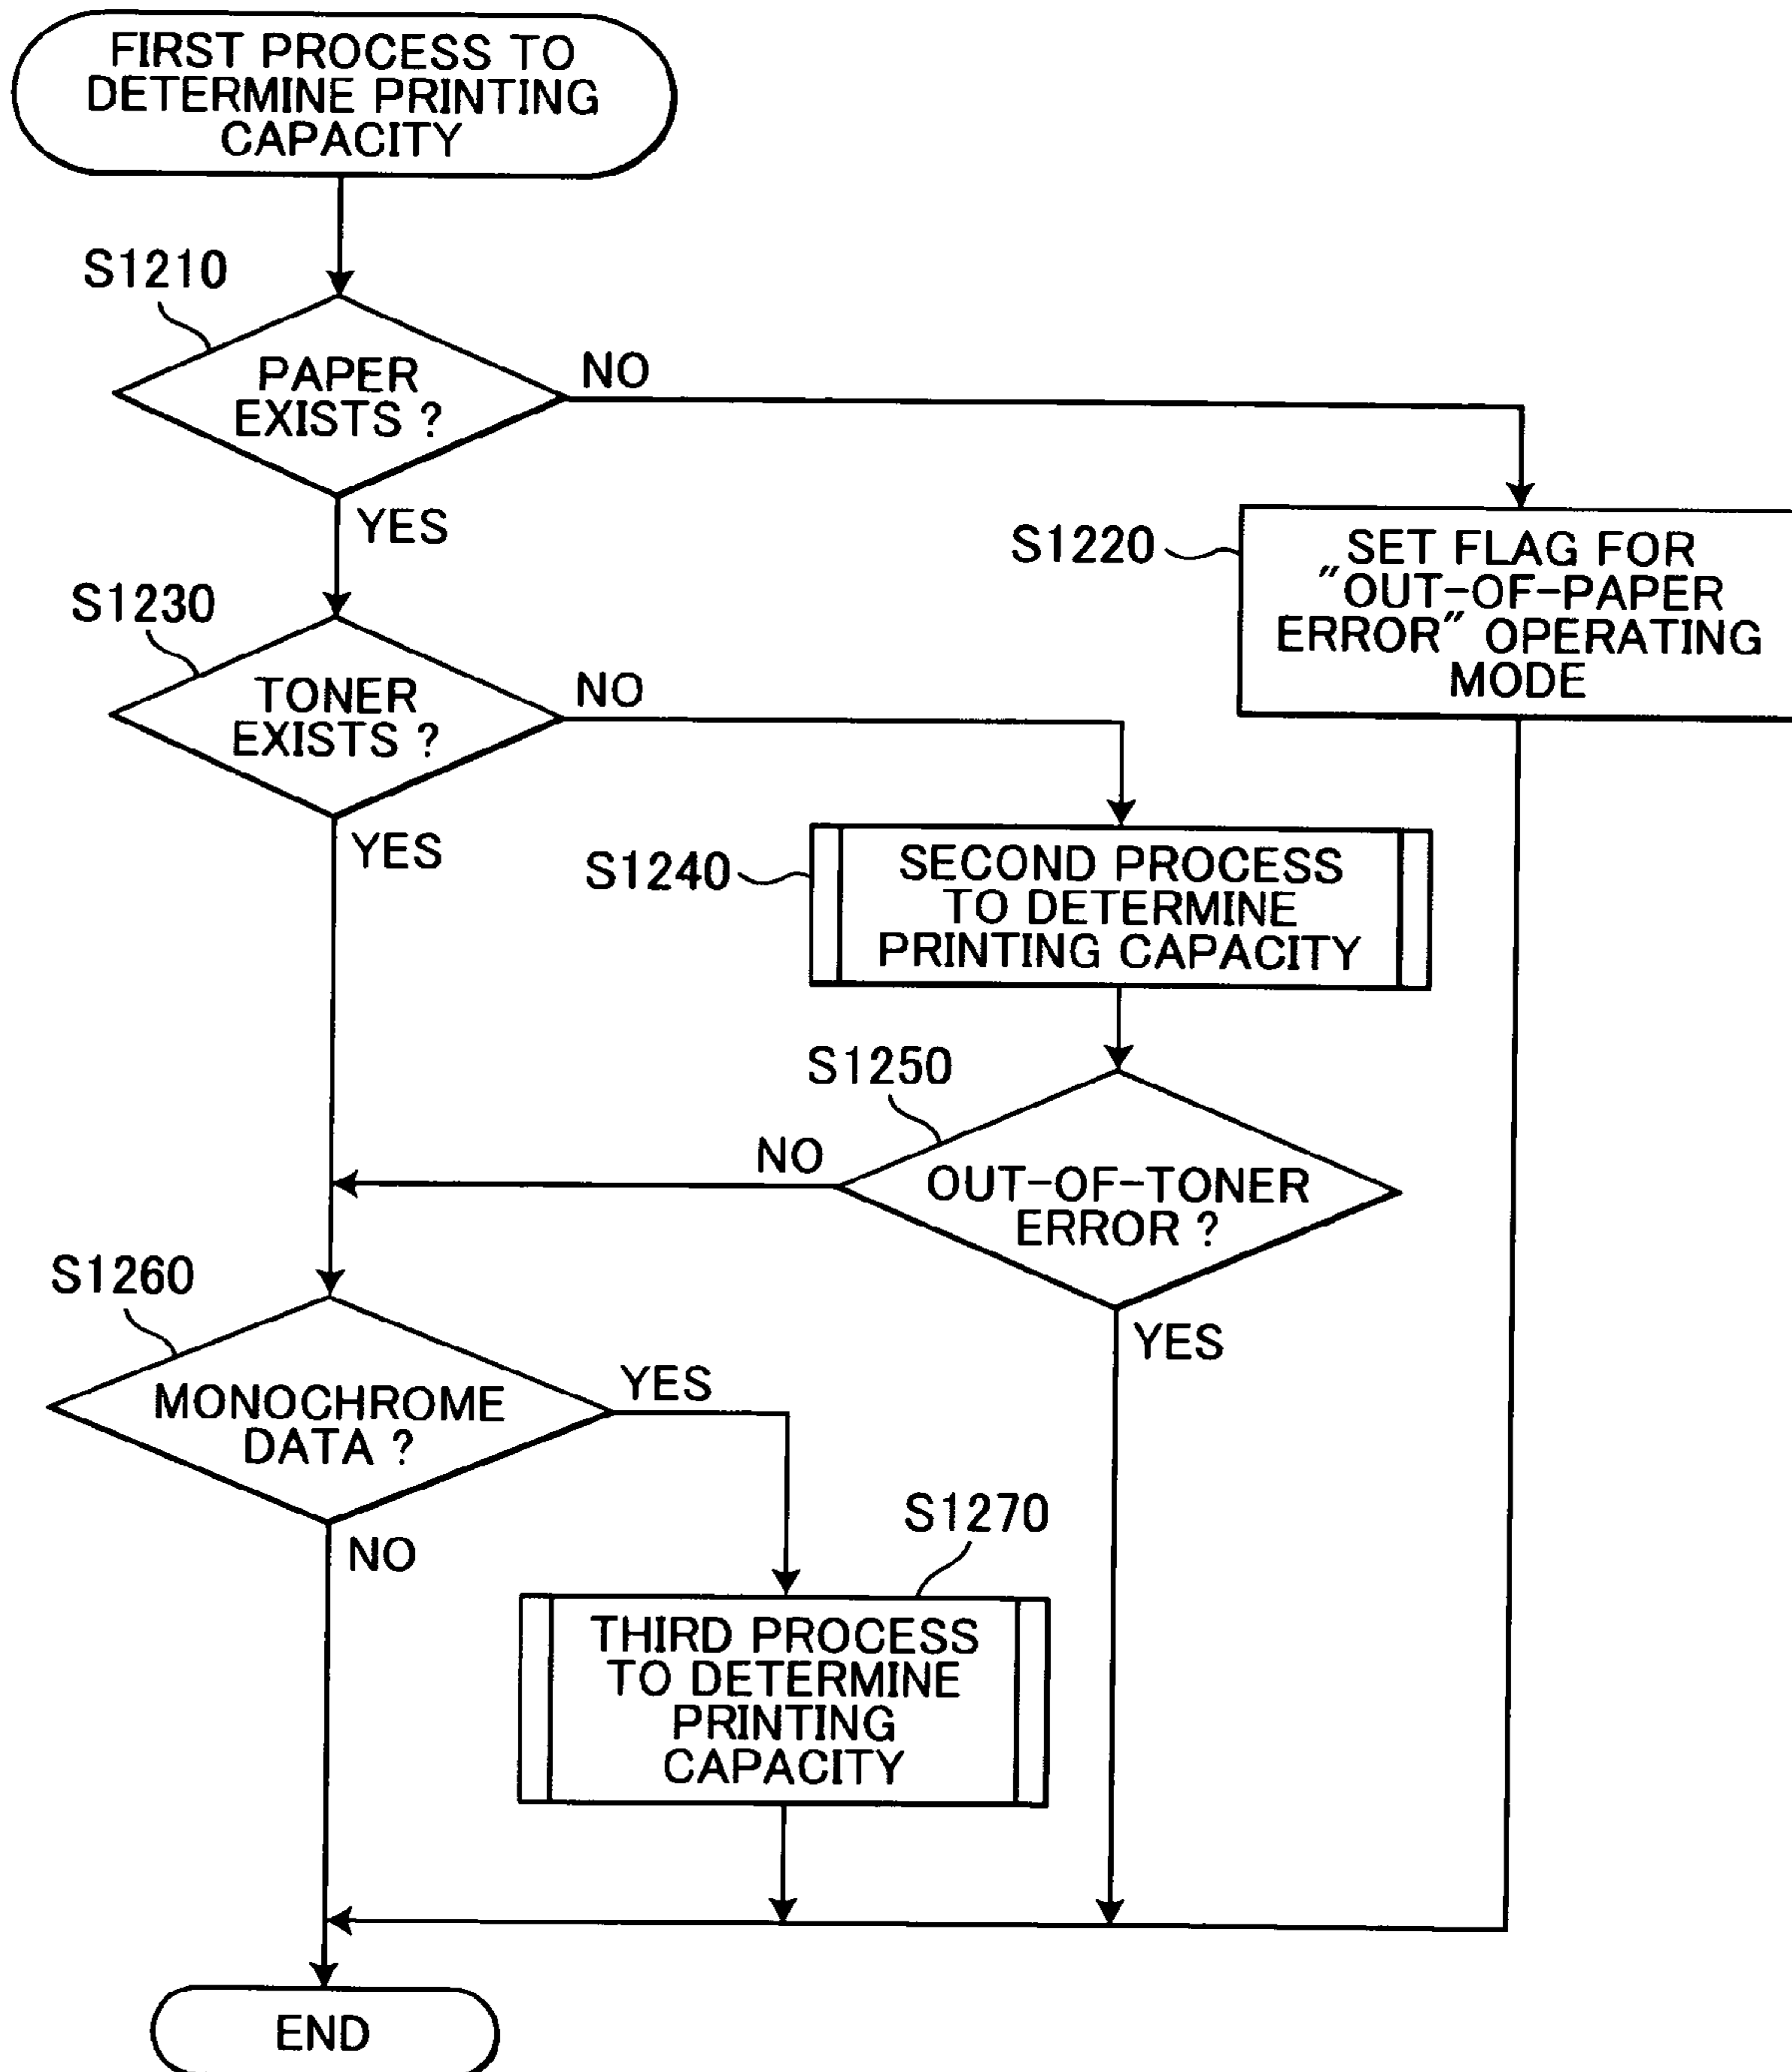 FIRST PROCESS TO
DETERMINE PRINTING
CAPACITY
S1210
PAPER
EXISTS ?
NO
YES
S1220
SET FLAG FOR
"OUT-OF-PAPER
ERROR" OPERATING
MODE
S1230
TONER
EXISTS ?
NO
YES
S1240
SECOND PROCESS
TO DETERMINE
PRINTING CAPACITY
S1250
OUT-OF-TONER
ERROR ?
NO
YES
S1260
MONOCHROME
DATA ?
YES
NO
S1270
THIRD PROCESS
TO DETERMINE
PRINTING
CAPACITY
END